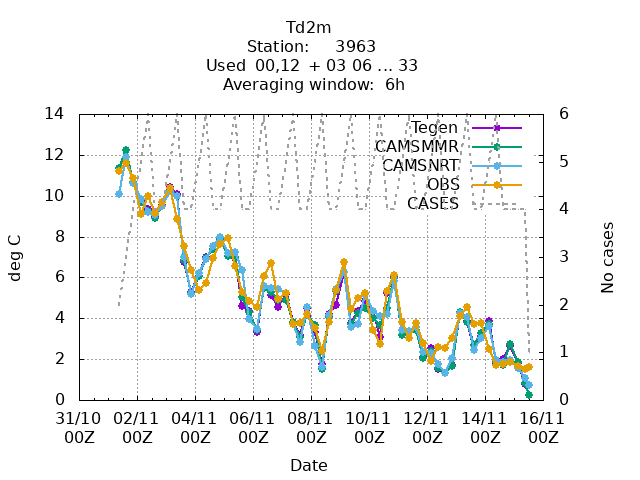 Td2m
Station: 3963
Used 00,12 + 03 06 ... 33
Averaging window: 6h
14
12
10
8
6
4
2
0
deg C
6
5
4
3
2
1
0
No cases
Tegen
CAMSMMR
CAMSNRT
OBS
CASES
31/10 02/11 04/11 06/11 08/11 10/11 12/11 14/11 16/11
00Z 00Z 00Z 00Z 00Z 00Z 00Z 00Z 00Z
Date